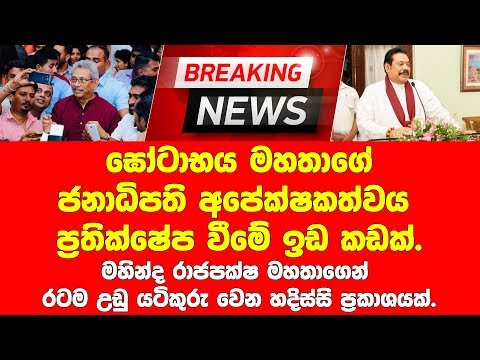 BREAKING
NEWS
ඝෝටාභය මහතාගේ
ජනාධිපති අපේක්ෂකත්වය
ප්‍රතික්ෂේප වීමේ ඉඩ කඩක්.
මහින්ද රාජපක්ෂ මහතාගෙන්
රටම උඩු යටිකුරු වෙන හදිස්සි ප්‍රකාශයක්.